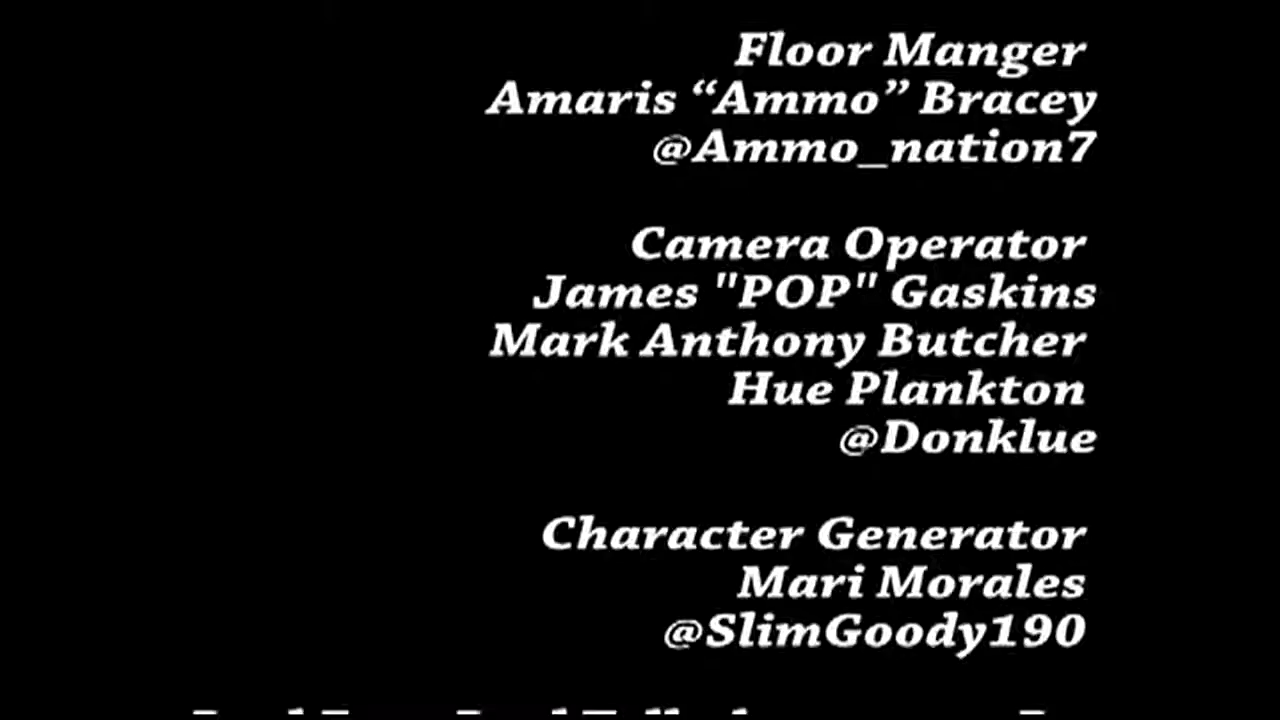 Floor Manger
Amaris “Ammo” Bracey
@Ammo_nation7
Camera Operator
James "POP" Gaskins
Mark Anthony Butcher
Hue Plankton
@Donklue
Character Generator
Mari Morales
@SlimGoody190